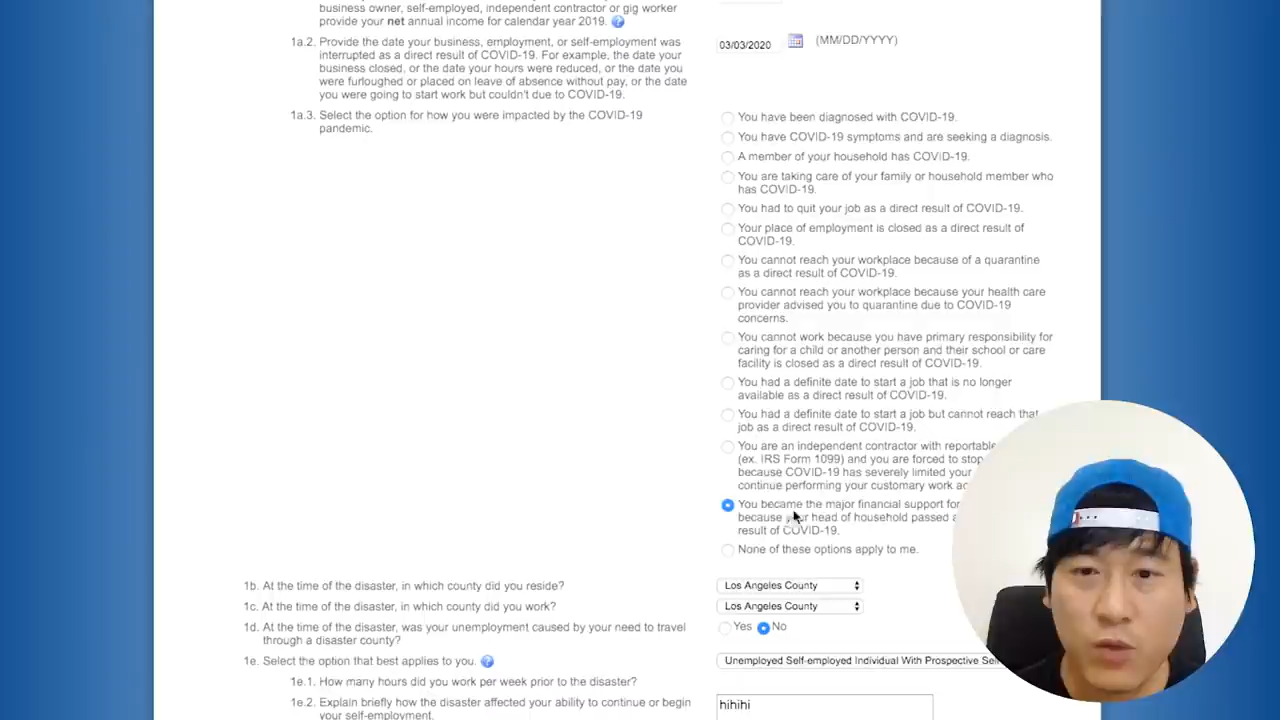 business owner, self-employed, independent contractor or gig worker
provide your net annual income for calendar year 2019.
1a.2. Provide the date your business, employment, or self-employment was
interrupted as a direct result of COVID-19. For example, the date your
business closed, or the date your hours were reduced, or the date you
were furloughed or placed on leave of absence without pay, or the date
you were going to start work but couldn't due to COVID-19.
03/03/2020
(MM/DD/YYYY)
1a.3. Select the option for how you were impacted by the COVID-19
pandemic.
You have been diagnosed with COVID-19.
You have COVID-19 symptoms and are seeking a diagnosis.
A member of your household has COVID-19.
You are taking care of your family or household member who
has COVID-19.
You had to quit your job as a direct result of COVID-19.
Your place of employment is closed as a direct result of
COVID-19.
You cannot reach your workplace because of a quarantine
as a direct result of COVID-19.
You cannot reach your workplace because your health care
provider advised you to quarantine due to COVID-19
concerns.
You cannot work because you have primary responsibility for
caring for a child or another person and their school or care
facility is closed as a direct result of COVID-19.
You had a definite date to start a job that is no longer
available as a direct result of COVID-19.
You had a definite date to start a job but cannot reach that
job as a direct result of COVID-19.
You are an independent contractor with reportable
(ex. IRS Form 1099) and you are forced to stop
because COVID-19 has severely limited your
continue performing your customary work
You became the major financial support for
because your head of household passed
result of COVID-19.
None of these options apply to me.
1b. At the time of the disaster, in which county did you reside?
Los Angeles County
1c. At the time of the disaster, in which county did you work?
Los Angeles County
1d. At the time of the disaster, was your unemployment caused by your need to travel
through a disaster county?
Yes No
1e. Select the option that best applies to you.
Unemployed Self-employed Individual With Prospective
1e.1. How many hours did you work per week prior to the disaster?
1e.2. Explain briefly how the disaster affected your ability to continue or begin
your self-employment.
hihihi